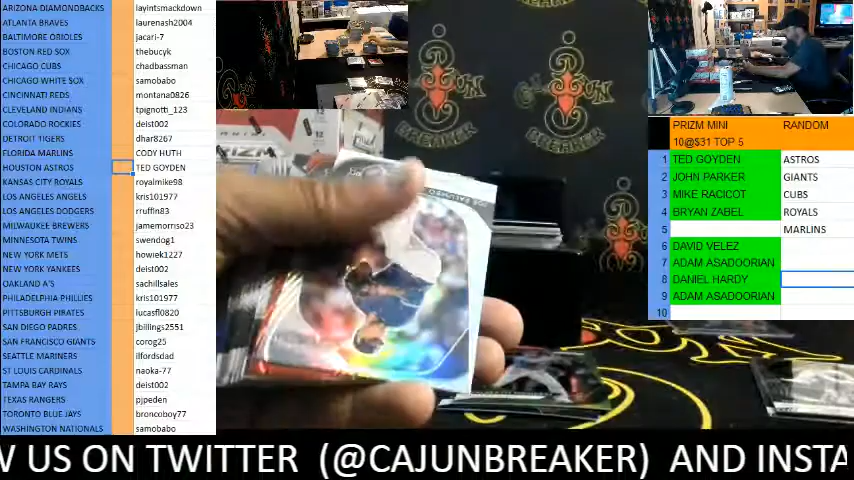 ARIZONA DIAMONDBACKS layintsmackdown
ATLANTA BRAVES laurenash2004
BALTIMORE ORIOLES jacari-7
BOSTON RED SOX thebucyk
CHICAGO CUBS chadbassman
CHICAGO WHITE SOX samobabo
CINCINNATI REDS montana0826
CLEVELAND INDIANS tpignotti_123
COLORADO ROCKIES deist002
DETROIT TIGERS dhar8267
FLORIDA MARLINS CODY HUTH
HOUSTON ASTROS TED GOYDEN
KANSAS CITY ROYALS royalmike98
LOS ANGELES ANGELS kris101977
LOS ANGELES DODGERS rruffin83
MILWAUKEE BREWERS jamemorriso23
MINNESOTA TWINS swendog1
NEW YORK METS howiek1227
NEW YORK YANKEES deist002
OAKLAND A'S sachillsales
PHILADELPHIA PHILLIES kris101977
PITTSBURGH PIRATES lucasfl0820
SAN DIEGO PADRES jbillings2551
SAN FRANCISCO GIANTS corog25
SEATTLE MARINERS ilfordsdad
ST LOUIS CARDINALS naoka-77
TAMPA BAY RAYS deist002
TEXAS RANGERS pjpeden
TORONTO BLUE JAYS broncoboy77
WASHINGTON NATIONALS samobabo
BREAKER
BREAKER
PRIZM MINI RANDOM
10@$31 TOP 5
1 TED GOYDEN ASTROS
2 JOHN PARKER GIANTS
3 MIKE RACICOT CUBS
4 BRYAN ZABEL ROYALS
5 MARLINS
6 DAVID VELEZ
7 ADAM ASADOORIAN
8 DANIEL HARDY
9 ADAM ASADOORIAN
10
W US ON TWITTER (@CAJUNBREAKER) AND INSTA